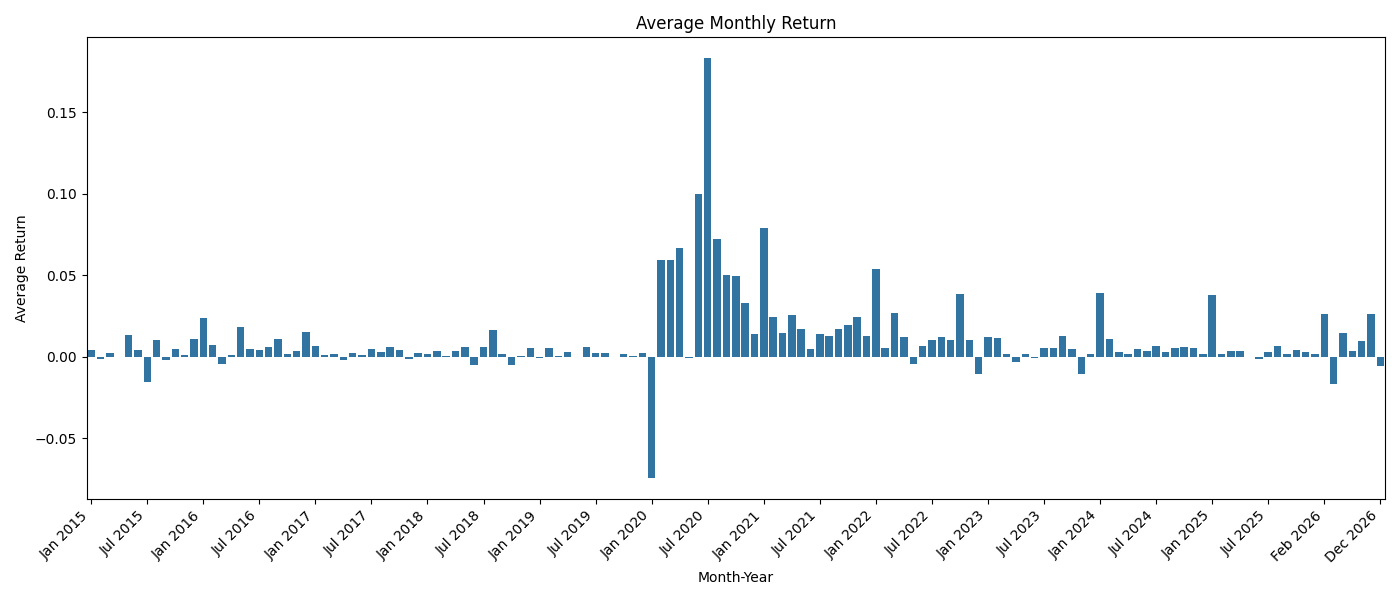 Average Monthly Return
Average Return
0.15
0.10
0.05
0.00
−0.05
Jan 2015
Jul 2015
Jan 2016
Jul 2016
Jan 2017
Jul 2017
Jan 2018
Jul 2018
Jan 2019
Jul 2019
Jan 2020
Jul 2020
Jan 2021
Jul 2021
Jan 2022
Jul 2022
Jan 2023
Jul 2023
Jan 2024
Jul 2024
Jan 2025
Jul 2025
Feb 2026
Dec 2026
Month-Year